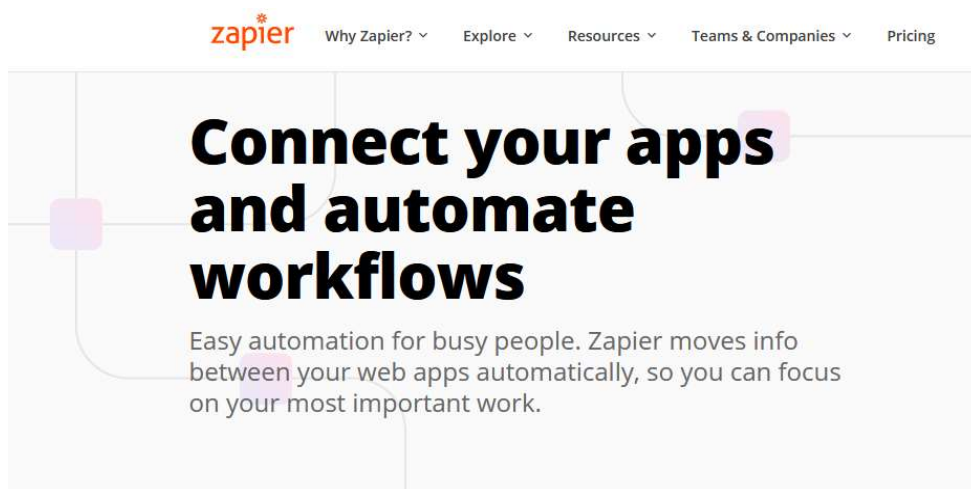 zapier Why Zapier? Explore Resources Teams & Companies Pricing
Connect your apps
and automate
workflows
Easy automation for busy people. Zapier moves info
between your web apps automatically, so you can focus
on your most important work.